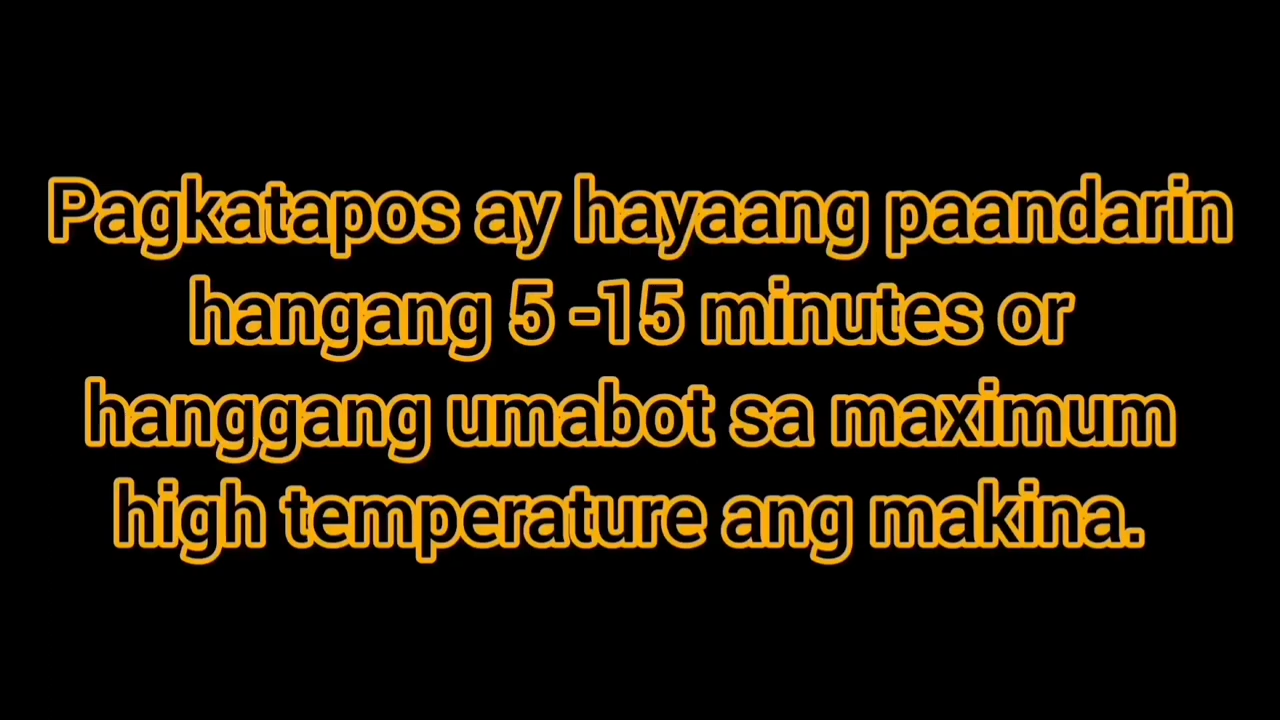 Pagkatapos ay hayaang paandarin
hangang 5 -15 minutes or
hanggang umabot sa maximum
high temperature ang makina.